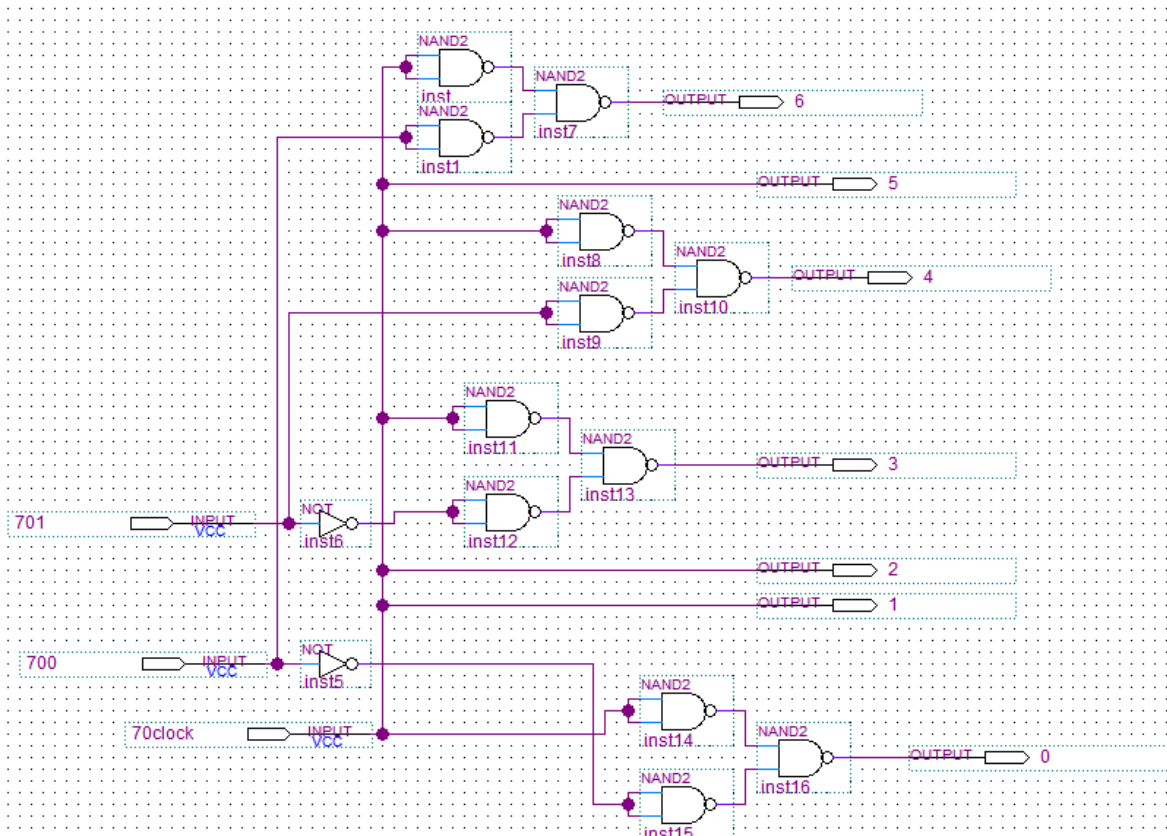 NAND2
inst
NAND2
inst7
OUTPUT 6
NAND2
inst1
OUTPUT 5
NAND2
inst8
NAND2
inst10
OUTPUT 4
NAND2
inst9
NAND2
inst11
NAND2
inst13
OUTPUT 3
NAND2
inst12
701
INPUT
VCC
NOT
inst6
OUTPUT 2
OUTPUT 1
700
INPUT
VCC
NOT
inst5
NAND2
inst14
70clock
INPUT
VCC
NAND2
inst16
OUTPUT 0
NAND2
inst15